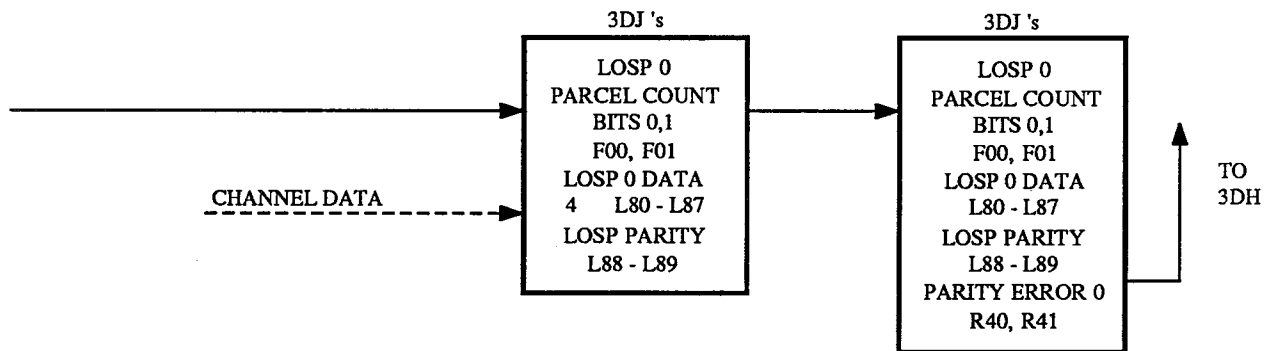 3DJ 's
LOSP 0
PARCEL COUNT
BITS 0,1
F00, F01
LOSP 0 DATA
4 L80 - L87
LOSP PARITY
L88 - L89
CHANNEL DATA
3DJ 's
LOSP 0
PARCEL COUNT
BITS 0,1
F00, F01
LOSP 0 DATA
L80 - L87
LOSP PARITY
L88 - L89
PARITY ERROR 0
R40, R41
TO
3DH